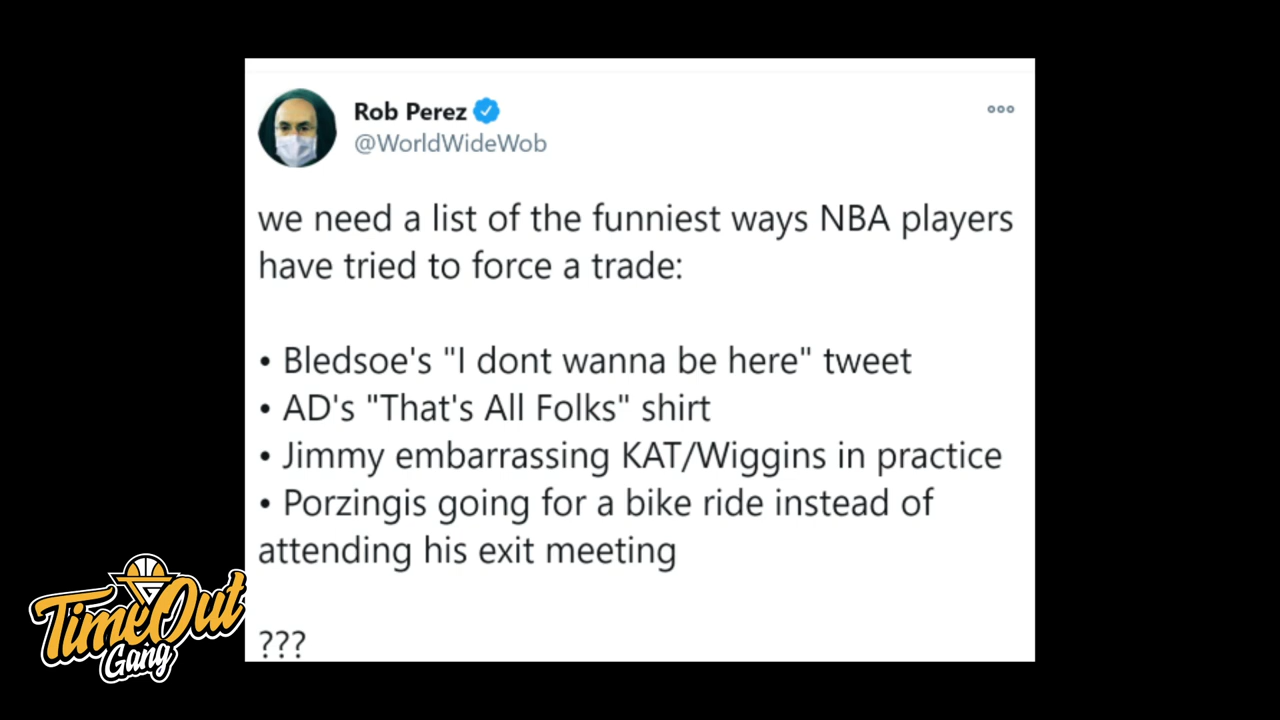 Rob Perez
@WorldWideWob
we need a list of the funniest ways NBA players
have tried to force a trade:
• Bledsoe's "I dont wanna be here" tweet
• AD's "That's All Folks" shirt
• Jimmy embarrassing KAT/Wiggins in practice
• Porzingis going for a bike ride instead of
attending his exit meeting
???
TimeOut
Gang